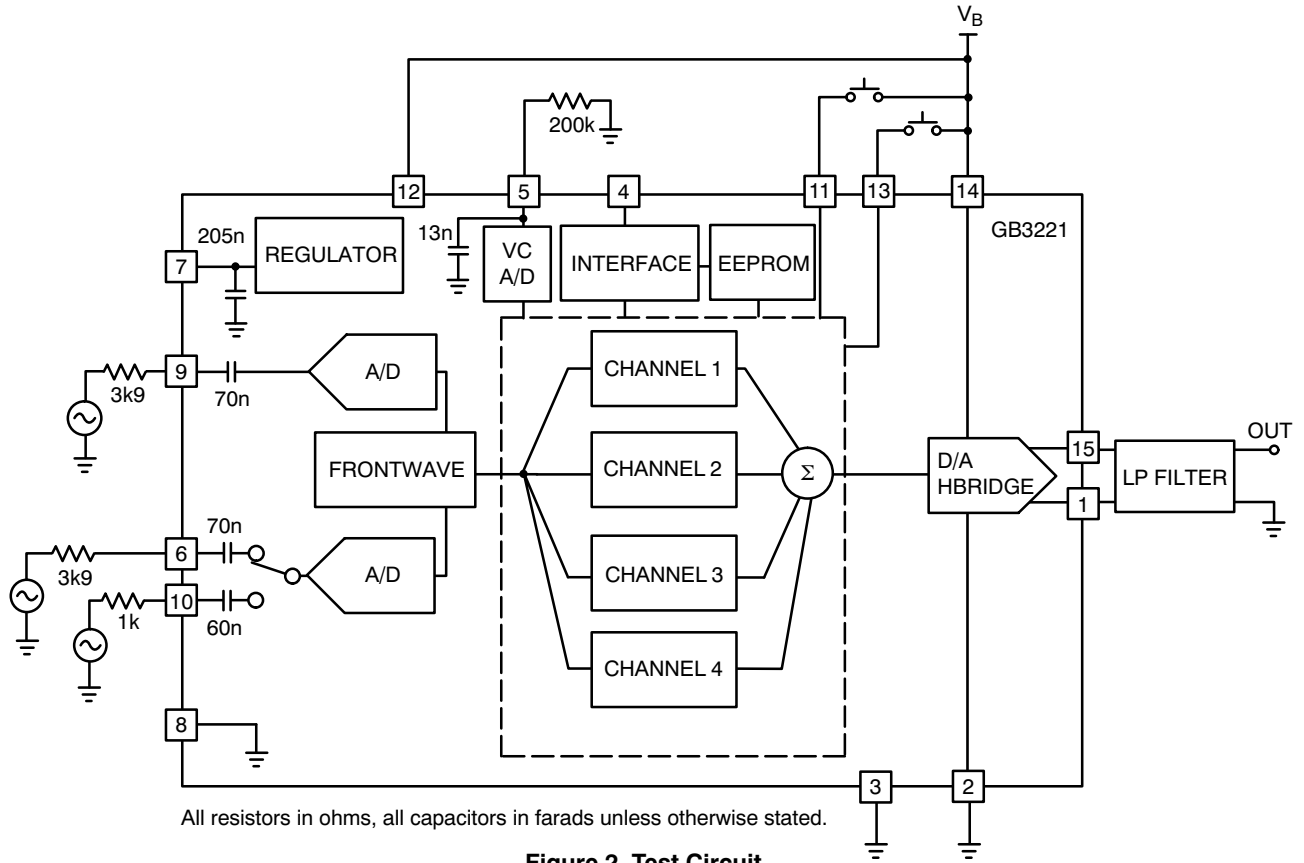 VB
200k
12
5
4
11
13
14
GB3221
205n
REGULATOR
13n
VC
A/D
INTERFACE
EEPROM
7
9
3k9
70n
A/D
CHANNEL 1
FRONTWAVE
CHANNEL 2
Σ
D/A
HBRIDGE
15
1
LP FILTER
OUT
6
3k9
70n
10
1k
60n
A/D
CHANNEL 3
CHANNEL 4
8
3
2
All resistors in ohms, all capacitors in farads unless otherwise stated.
Figure 2. Test Circuit